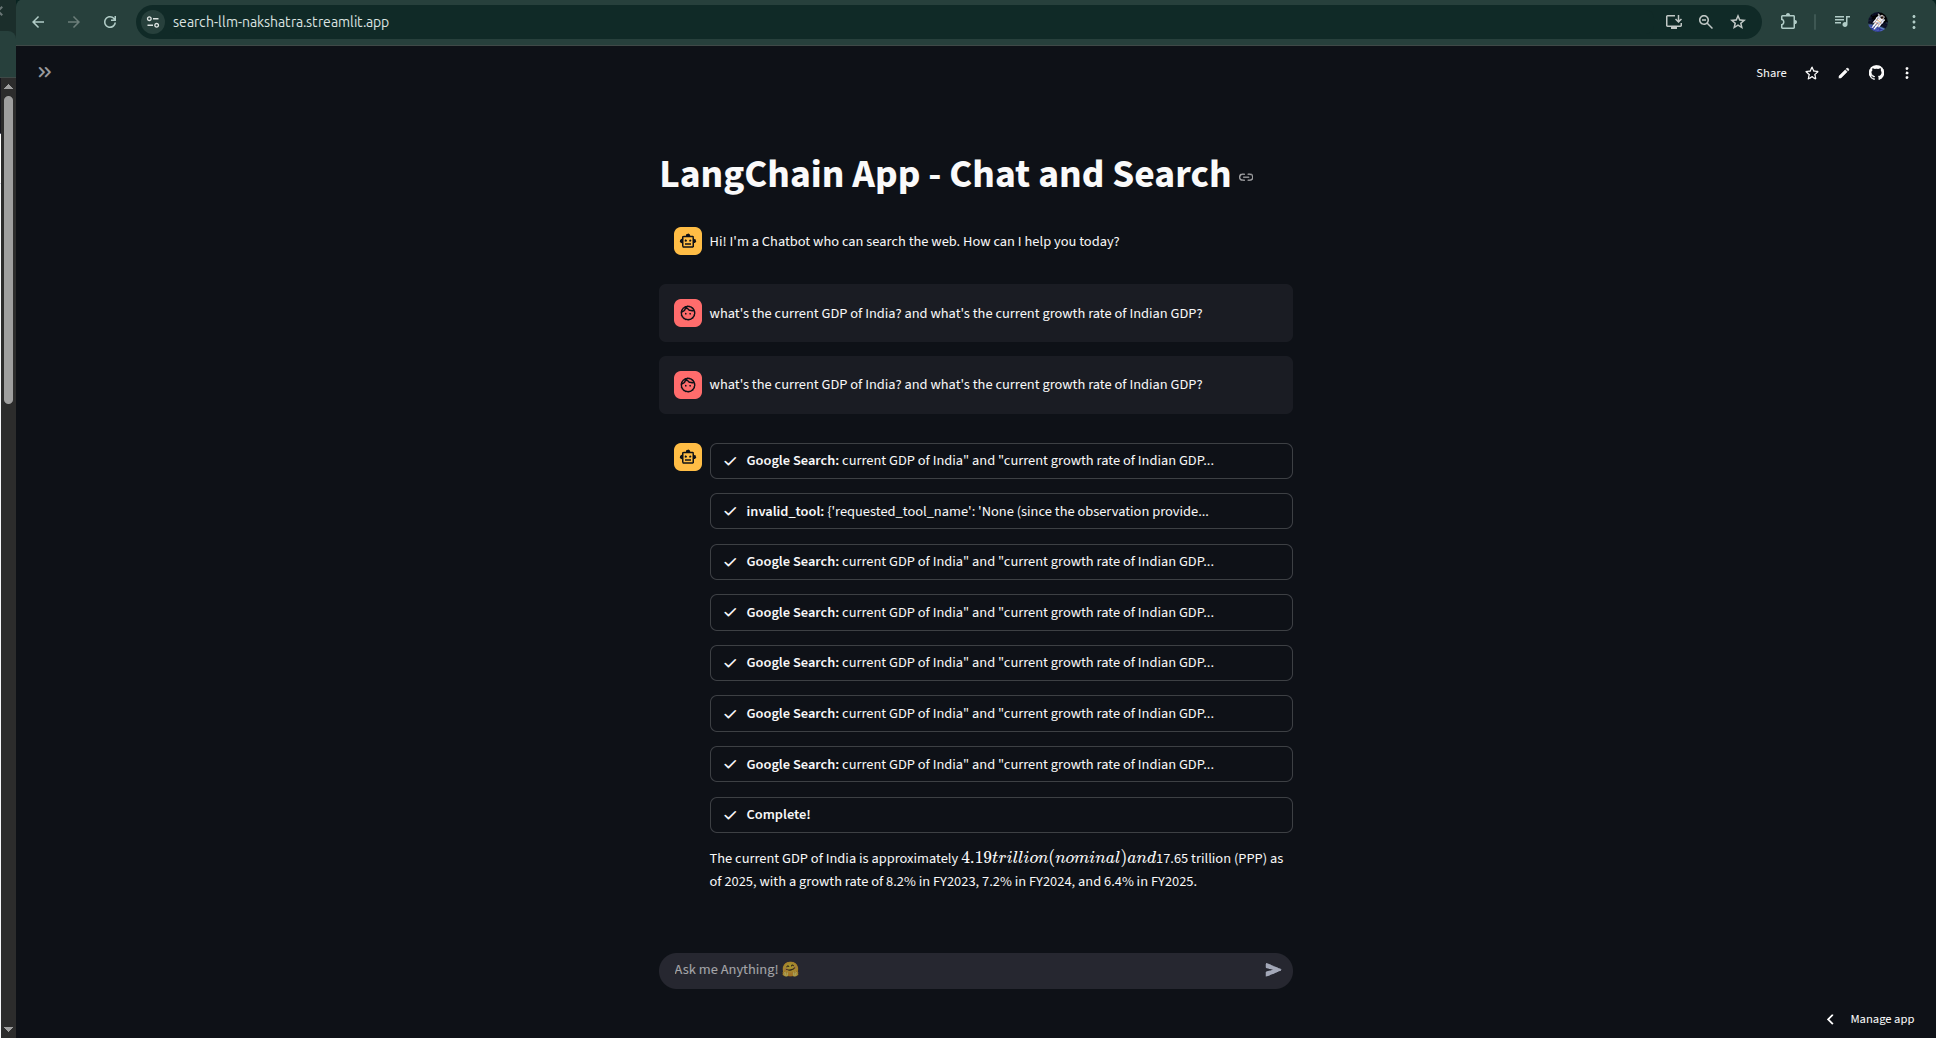 search-llm-nakshatra.streamlit.app
Share
LangChain App - Chat and Search
Hi! I'm a Chatbot who can search the web. How can I help you today?
what's the current GDP of India? and what's the current growth rate of Indian GDP?
what's the current GDP of India? and what's the current growth rate of Indian GDP?
Google Search: current GDP of India" and "current growth rate of Indian GDP...
invalid_tool: {'requested_tool_name': 'None (since the observation provide...
Google Search: current GDP of India" and "current growth rate of Indian GDP...
Google Search: current GDP of India" and "current growth rate of Indian GDP...
Google Search: current GDP of India" and "current growth rate of Indian GDP...
Google Search: current GDP of India" and "current growth rate of Indian GDP...
Google Search: current GDP of India" and "current growth rate of Indian GDP...
Complete!
The current GDP of India is approximately 4.19trillion(nominal)and17.65 trillion (PPP) as
of 2025, with a growth rate of 8.2% in FY2023, 7.2% in FY2024, and 6.4% in FY2025.
Ask me Anything! 🤗
Manage app